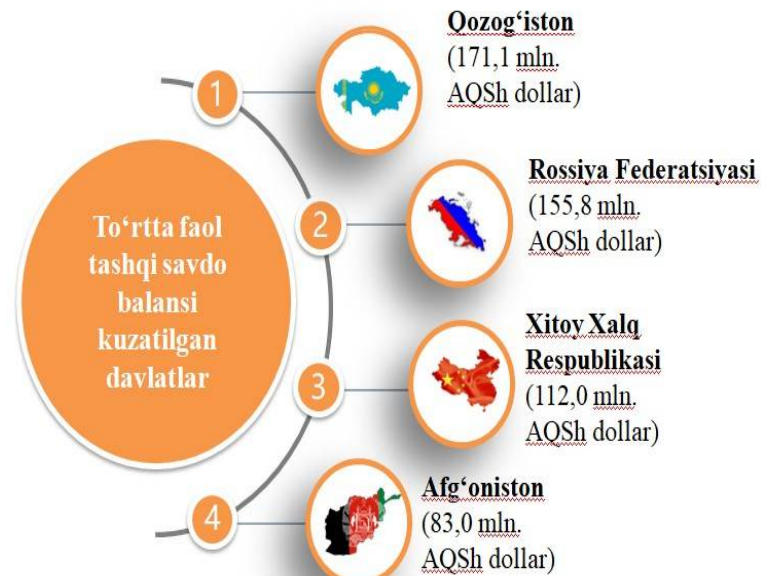 To‘rtta faol
tashqi savdo
balansi
kuzatilgan
davlatlar
1
Qozog‘iston
(171,1 mln.
AQSh dollar)
2
Rossiya Federatsiyasi
(155,8 mln.
AQSh dollar)
3
Xitoy Xalq
Respublikasi
(112,0 mln.
AQSh dollar)
4
Afg‘oniston
(83,0 mln.
AQSh dollar)